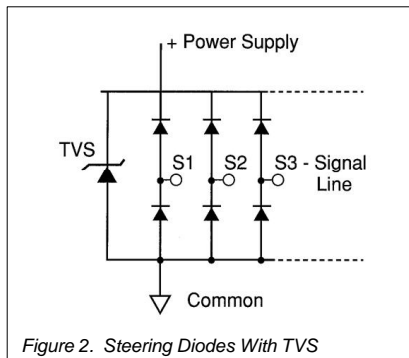 + Power Supply
TVS
S1
S2
S3 - Signal
Line
Common
Figure 2. Steering Diodes With TVS